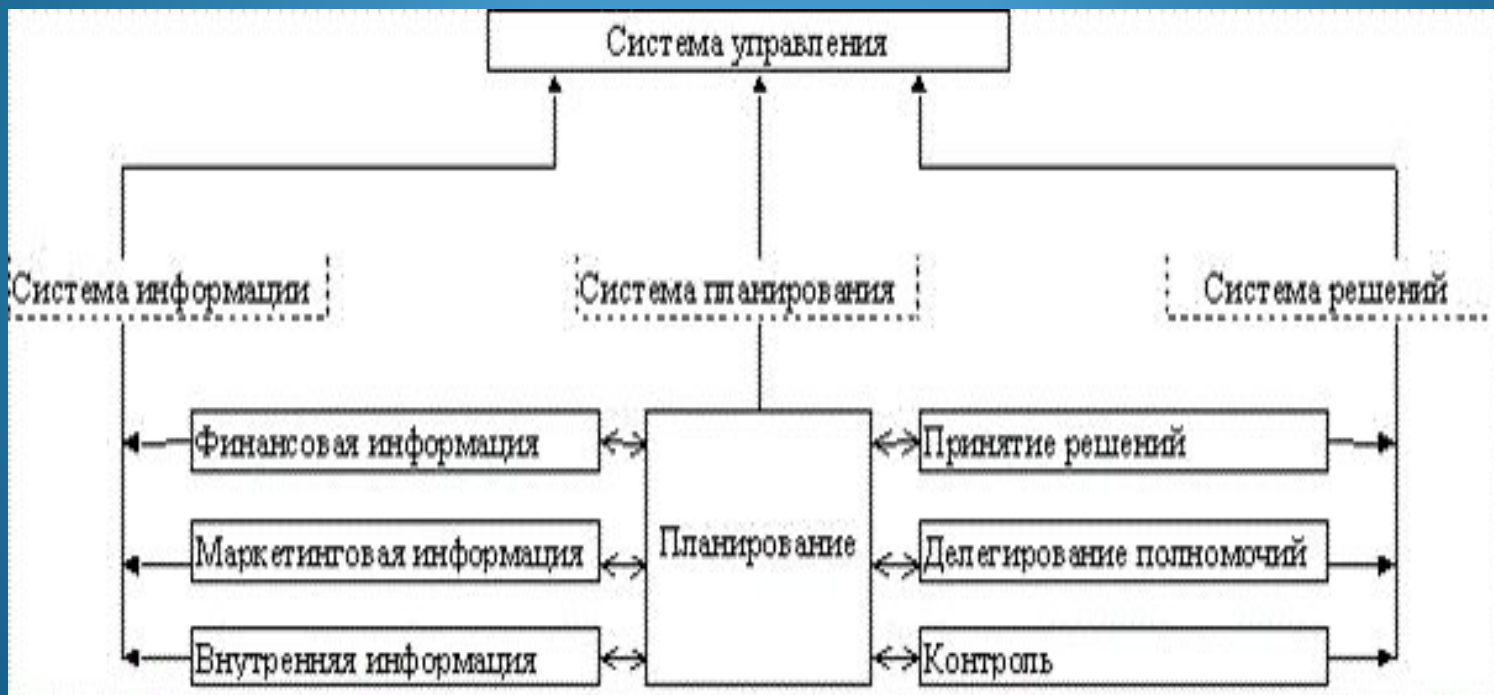 Система управления
Система информации
Система планирования
Система решений
Финансовая информация
Принятие решений
Маркетинговая информация
Планирование
Делегирование полномочий
Внутренняя информация
Контроль